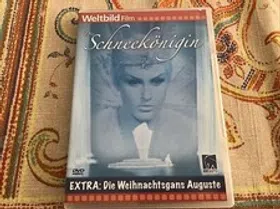 Weltbild Film
Schneekönigin
DVD
EXTRA: Die Weihnachtsgans Auguste